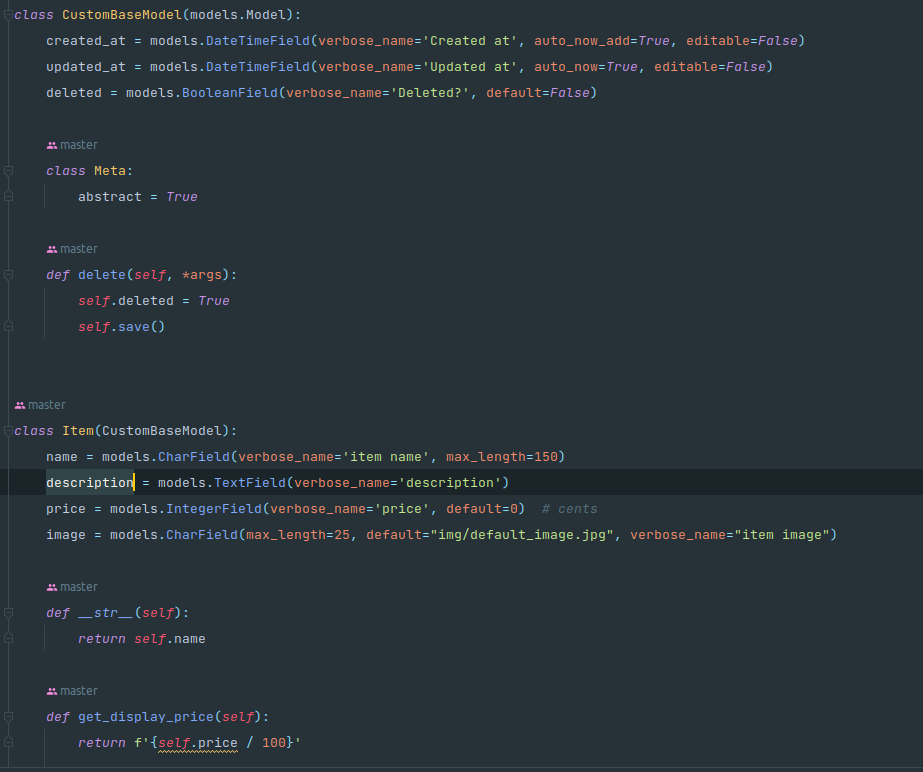 class CustomBaseModel(models.Model):
    created_at = models.DateTimeField(verbose_name='Created at', auto_now_add=True, editable=False)
    updated_at = models.DateTimeField(verbose_name='Updated at', auto_now=True, editable=False)
    deleted = models.BooleanField(verbose_name='Deleted?', default=False)
    master
    class Meta:
        abstract = True
    master
    def delete(self, *args):
        self.deleted = True
        self.save()
master
class Item(CustomBaseModel):
    name = models.CharField(verbose_name='item name', max_length=150)
    description = models.TextField(verbose_name='description')
    price = models.IntegerField(verbose_name='price', default=0)  # cents
    image = models.CharField(max_length=25, default="img/default_image.jpg", verbose_name="item image")
    master
    def __str__(self):
        return self.name
    master
    def get_display_price(self):
        return f'{self.price / 100}'